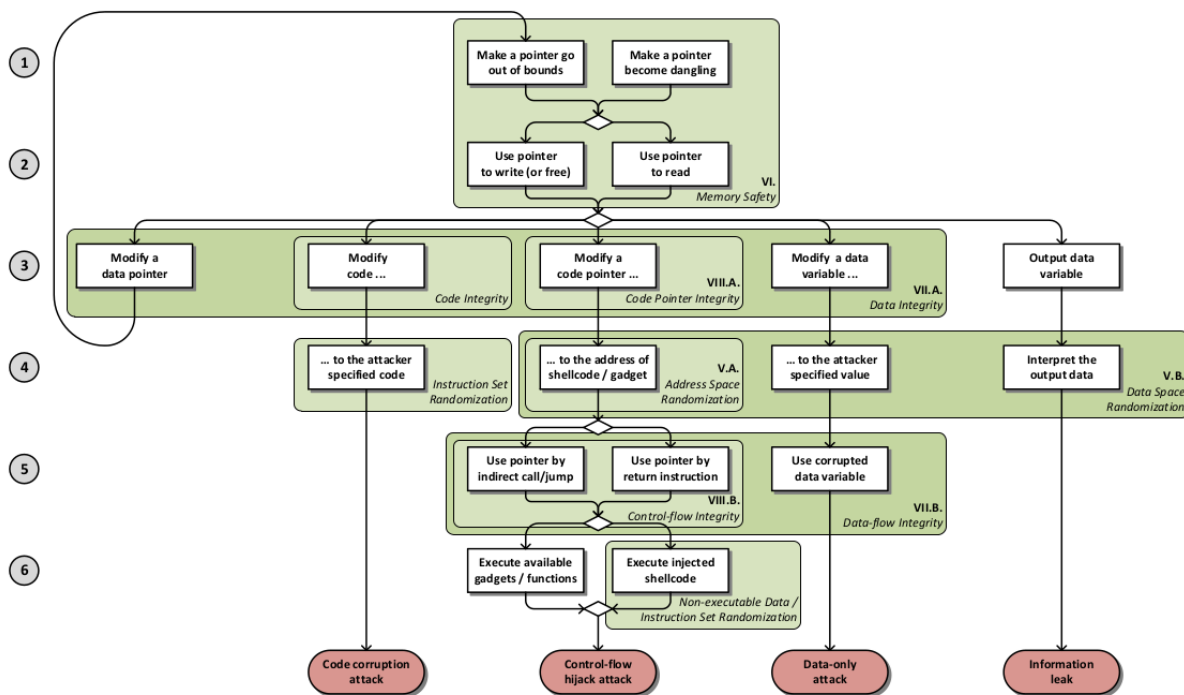 1
Make a pointer go
out of bounds
Make a pointer
become dangling
2
Use pointer
to write (or free)
Use pointer
to read
VI.
Memory Safety
3
Modify a
data pointer
Modify
code ...
Code Integrity
Modify a
code pointer ...
VIII.A.
Code Pointer Integrity
Modify a data
variable ...
VII.A.
Data Integrity
Output data
variable
4
... to the attacker
specified code
Instruction Set
Randomization
... to the address of
shellcode / gadget
V.A.
Address Space
Randomization
... to the attacker
specified value
Interpret the
output data
V.B.
Data Space
Randomization
5
Use pointer by
indirect call/jump
Use pointer by
return instruction
VIII.B.
Control-flow Integrity
Use corrupted
data variable
VII.B.
Data-flow Integrity
6
Execute available
gadgets / functions
Execute injected
shellcode
Non-executable Data /
Instruction Set Randomization
Code corruption
attack
Control-flow
hijack attack
Data-only
attack
Information
leak